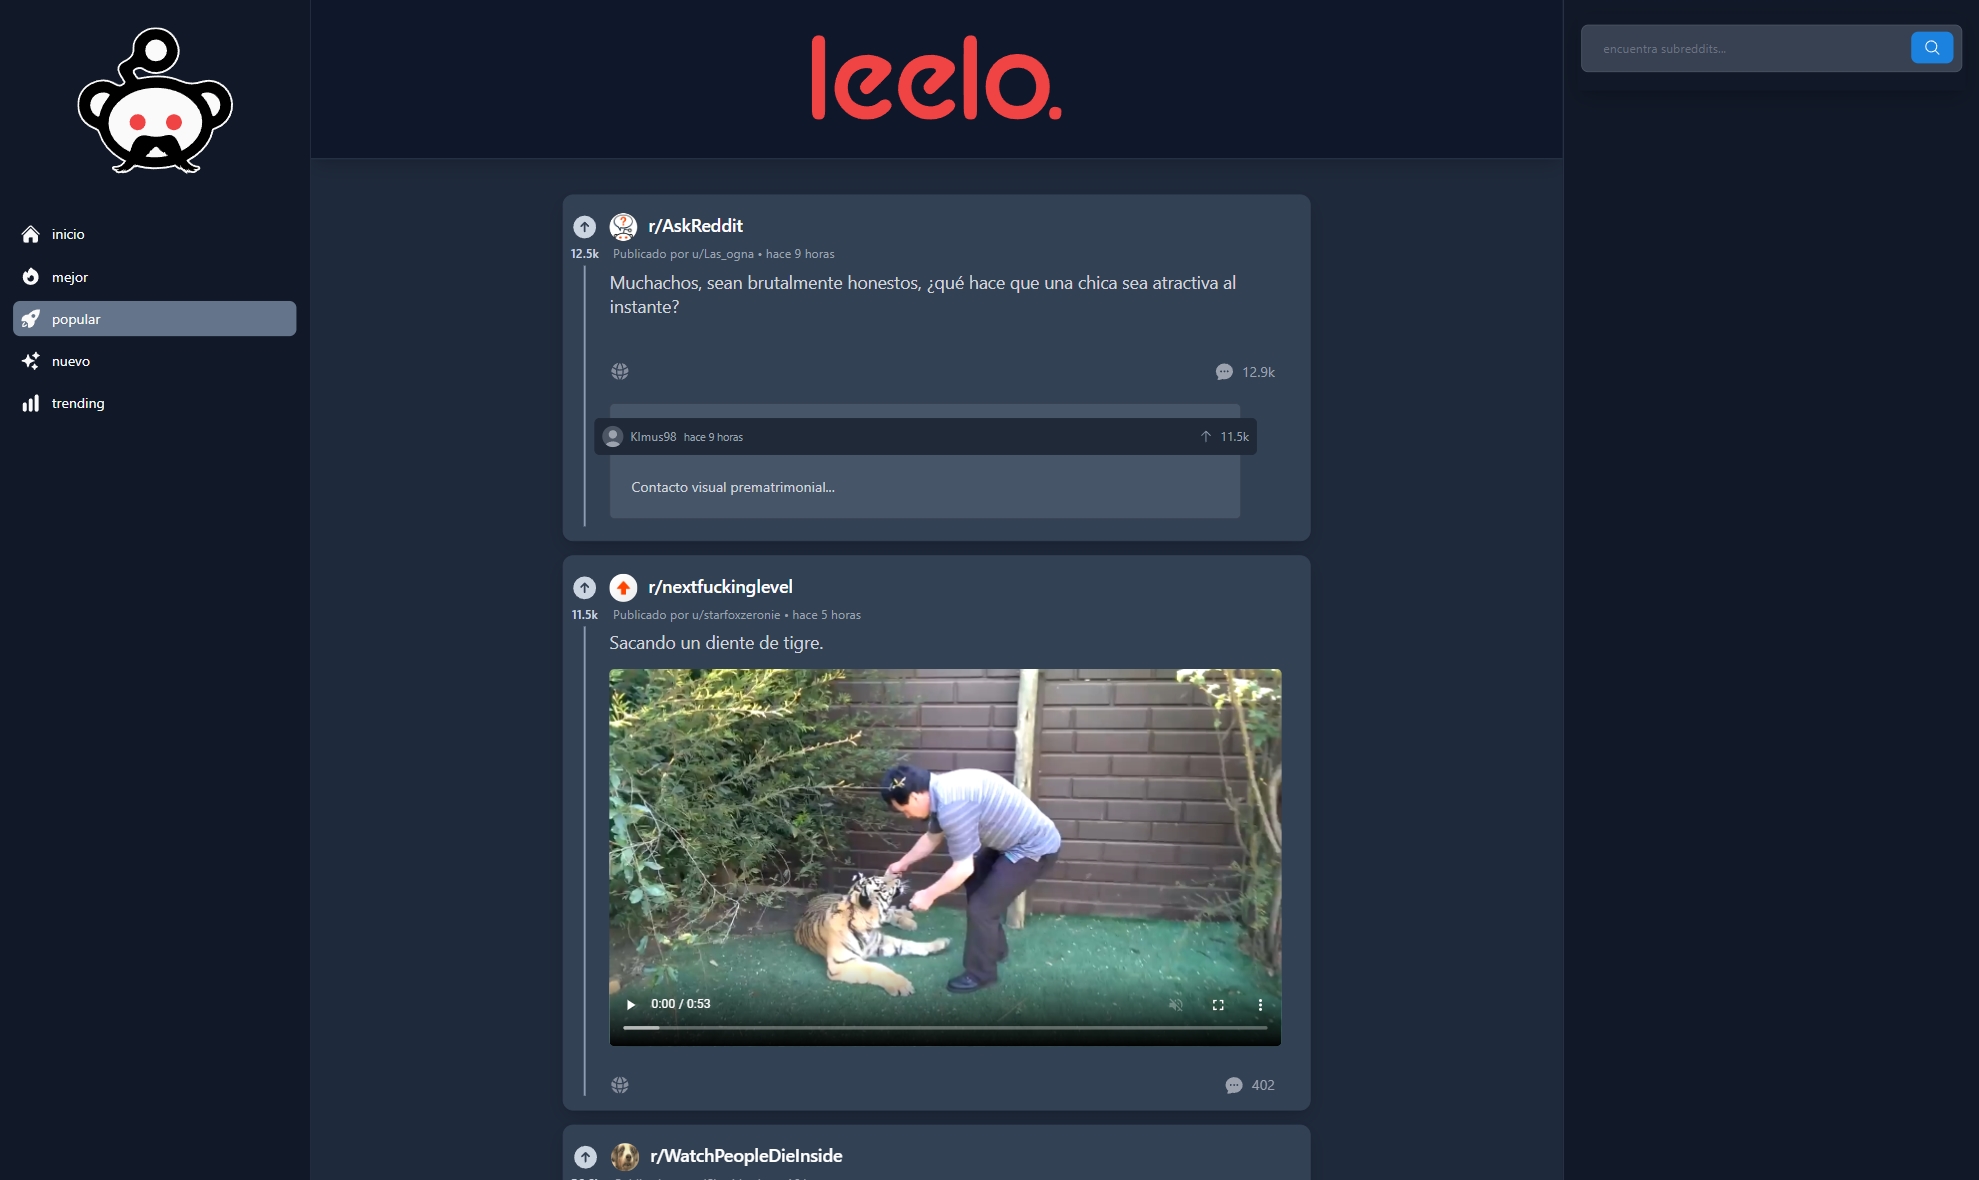 leelo.
encuentra subreddits...
inicio
mejor
popular
nuevo
trending
r/AskReddit
12.5k
Publicado por u/Las_ogna • hace 9 horas
Muchachos, sean brutalmente honestos, ¿qué hace que una chica sea atractiva al
instante?
12.9k
Klmus98 hace 9 horas
11.5k
Contacto visual prematrimonial...
r/nextfuckinglevel
11.5k
Publicado por u/starfoxzeronie • hace 5 horas
Sacando un diente de tigre.
0:00 / 0:53
402
r/WatchPeopleDieInside